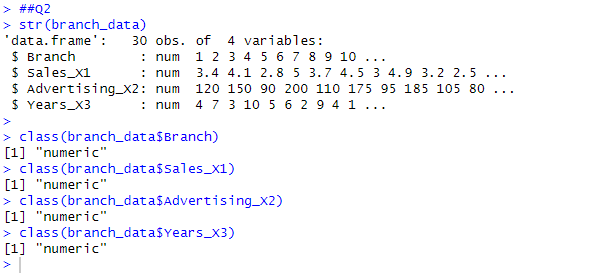 > ##Q2
> str(branch_data)
'data.frame':   30 obs. of  4 variables:
 $ Branch        : num  1 2 3 4 5 6 7 8 9 10 ...
 $ Sales_X1      : num  3.4 4.1 2.8 5 3.7 4.5 3 4.9 3.2 2.5 ...
 $ Advertising_X2: num  120 150 90 200 110 175 95 185 105 80 ...
 $ Years_X3      : num  4 7 3 10 5 6 2 9 4 1 ...
>
> class(branch_data$Branch)
[1] "numeric"
> class(branch_data$Sales_X1)
[1] "numeric"
> class(branch_data$Advertising_X2)
[1] "numeric"
> class(branch_data$Years_X3)
[1] "numeric"
>